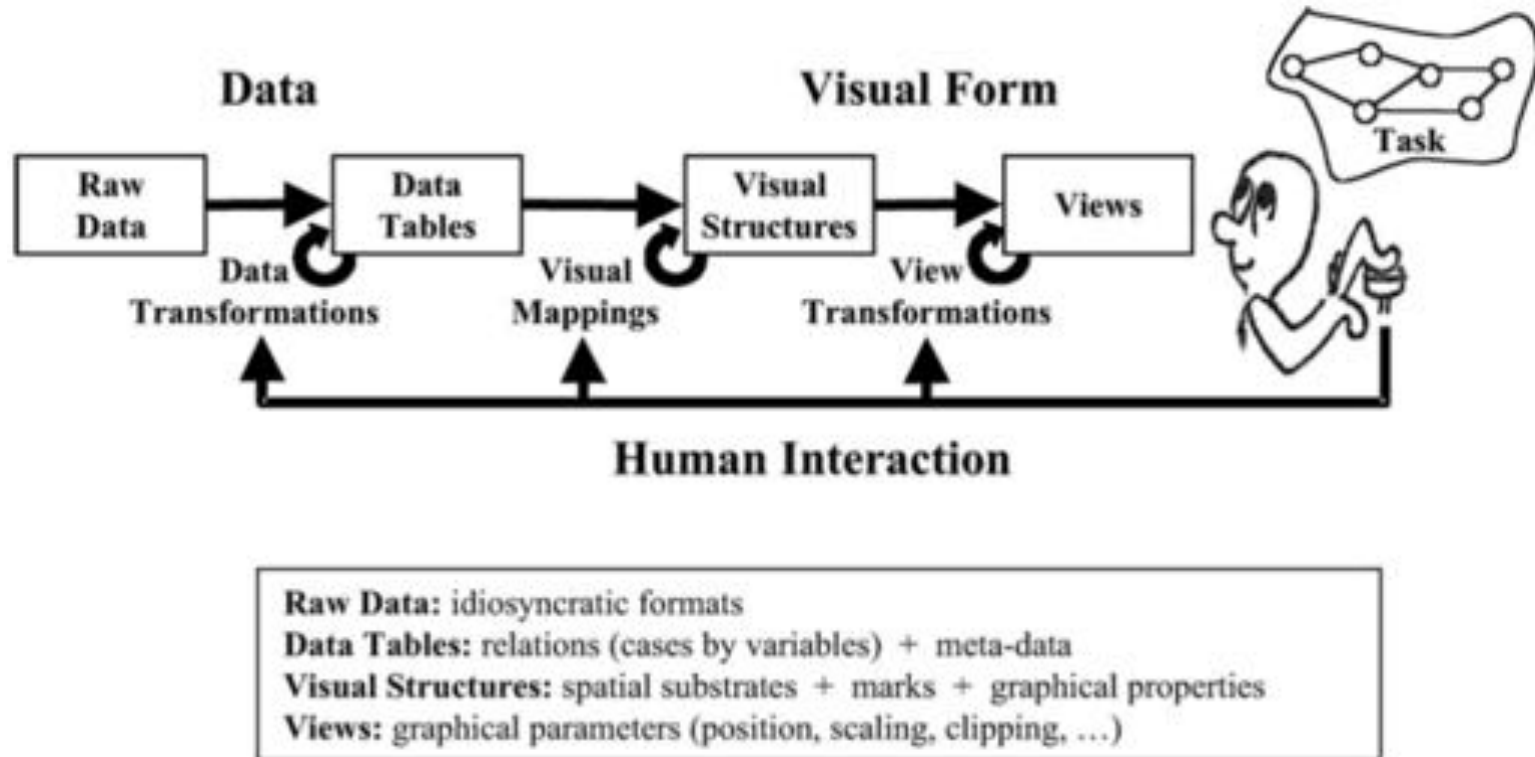 Data
Visual Form
Task
Raw
Data
Data
Tables
Visual
Structures
Views
Data
Transformations
Visual
Mappings
View
Transformations
Human Interaction
Raw Data: idiosyncratic formats
Data Tables: relations (cases by variables) + meta-data
Visual Structures: spatial substrates + marks + graphical properties
Views: graphical parameters (position, scaling, clipping, …)